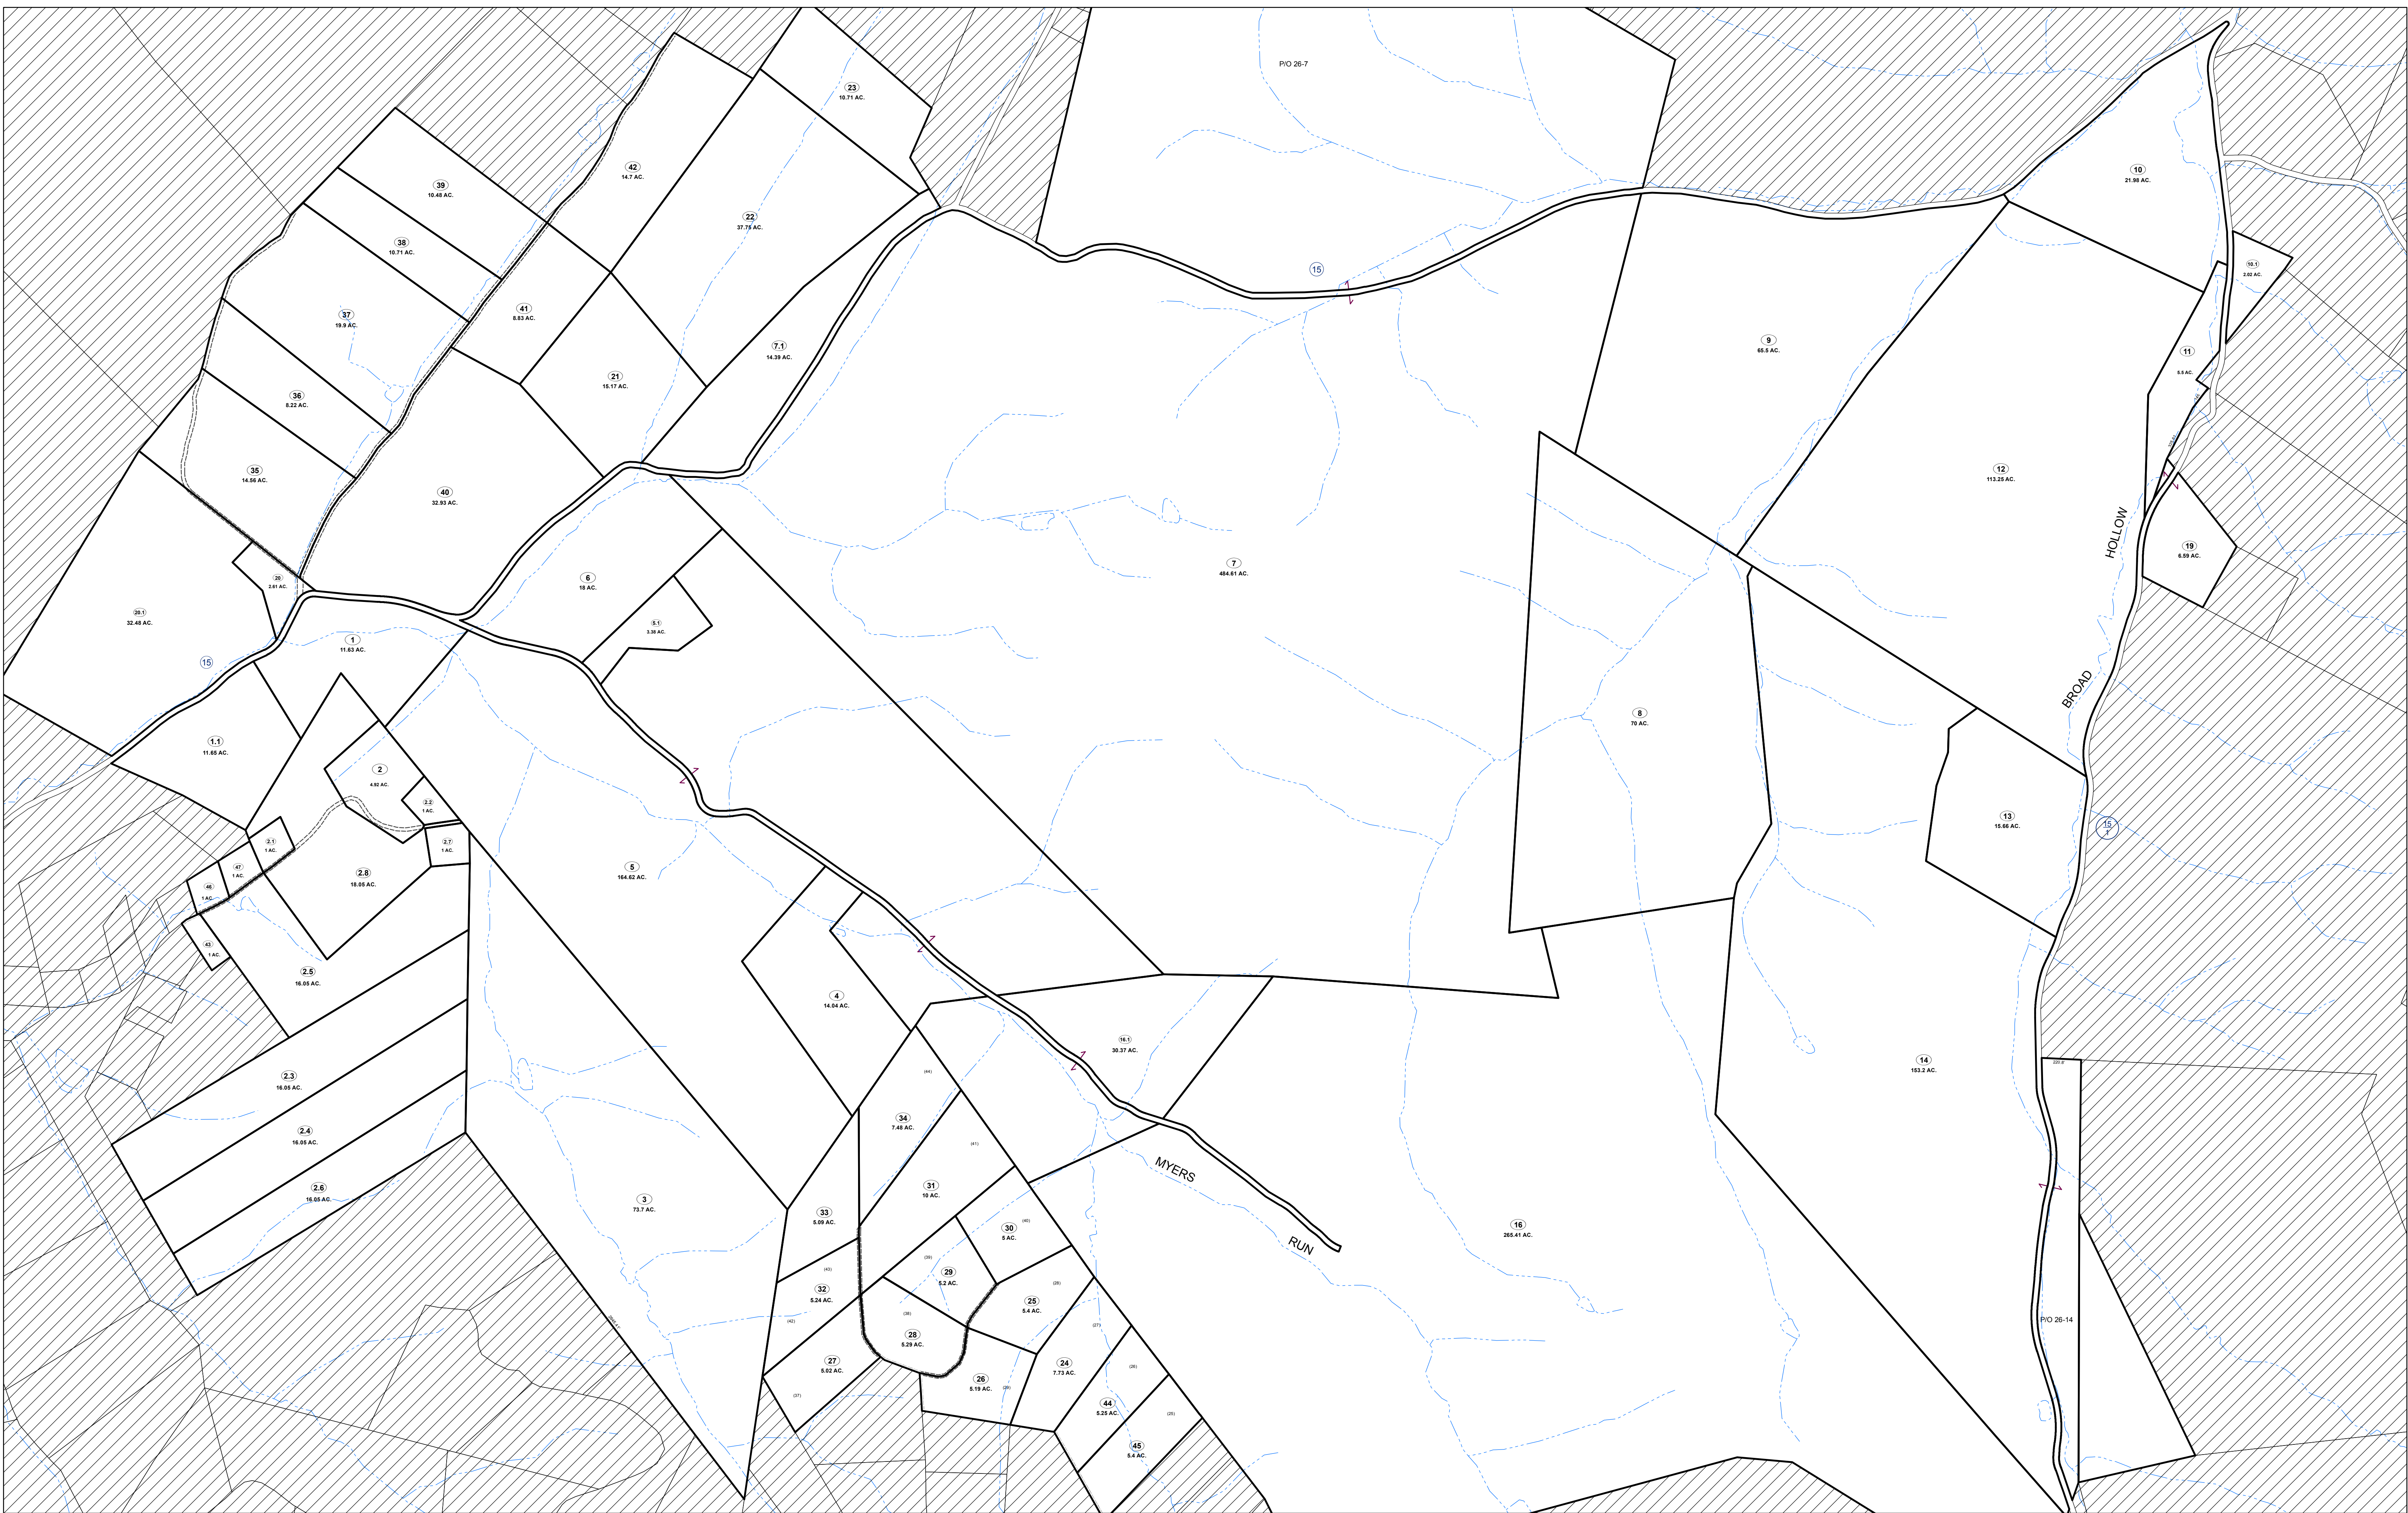 P/O 26-7
23
10.71 AC.
42
14.7 AC.
10
21.98 AC.
39
10.48 AC.
22
37.75 AC.
38
10.71 AC.
15
10.1
2.02 AC.
41
8.83 AC.
37
19.9 AC.
7.1
14.39 AC.
9
65.5 AC.
11
5.5 AC.
21
15.17 AC.
36
8.22 AC.
35
14.56 AC.
12
113.25 AC.
40
32.93 AC.
HOLLOW
19
6.59 AC.
7
484.61 AC.
6
18 AC.
20
2.61 AC.
20.1
32.48 AC.
5.1
3.38 AC.
1
11.63 AC.
15
BROAD
8
70 AC.
1.1
11.65 AC.
2
4.92 AC.
2.2
1 AC.
13
15.66 AC.
15
1
2.1
1 AC.
2.7
1 AC.
47
1 AC.
2.8
18.05 AC.
5
164.62 AC.
46
1 AC.
43
1 AC.
2.5
16.05 AC.
4
14.04 AC.
16.1
30.37 AC.
14
153.2 AC.
2.3
16.05 AC.
(44)
34
7.48 AC.
2.4
16.05 AC.
(41)
MYERS
31
10 AC.
2.6
16.05 AC.
3
73.7 AC.
33
5.09 AC.
30
5 AC.
(40)
16
265.41 AC.
RUN
(39)
29
5.2 AC.
(43)
32
5.24 AC.
(28)
25
5.4 AC.
(38)
(42)
28
5.29 AC.
(27)
P/O 26-14
27
5.02 AC.
24
7.73 AC.
(26)
26
5.19 AC.
(29)
(37)
44
5.25 AC.
(25)
45
5.4 AC.